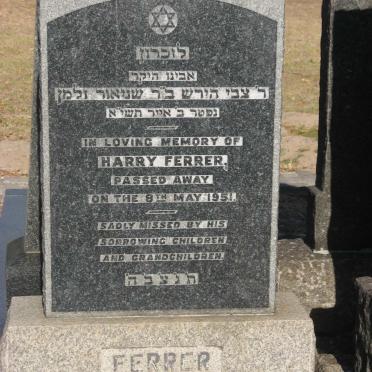 לזכרון
אבינו היקר
ר' צבי הירש ב"ר שניאור זלמן
נפטר ב' אייר תשי"א
IN LOVING MEMORY OF
HARRY FERRER,
PASSED AWAY
ON THE 8TH MAY 1951.
SADLY MISSED BY HIS
SORROWING CHILDREN
AND GRANDCHILDREN.
תנצבה
FERRER